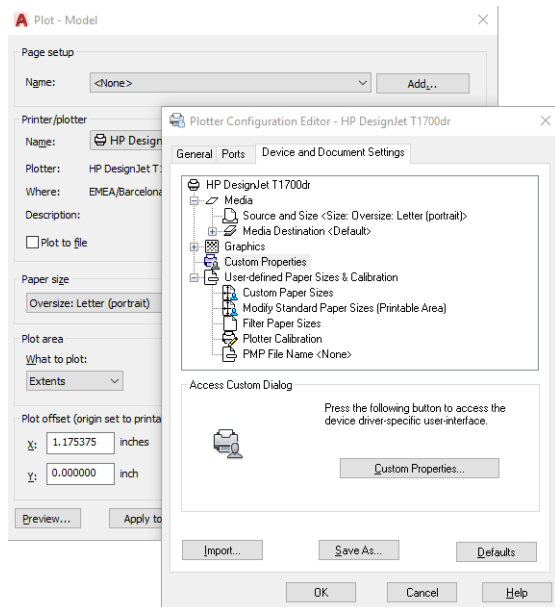 Plot - Model
Page setup
Name:
<None>
Add...
Printer/plotter
Name:
HP Design
Plotter:
HP DesignJet T
Where:
EMEA/Barcelona
Description:
Plot to file
Paper size
Oversize: Letter (portrait)
Plot area
What to plot:
Extents
Plot offset (origin set to printa
X:
1.175375
inches
Y:
0.000000
inch
Preview...
Apply to
Plotter Configuration Editor - HP DesignJet T1700dr
General
Ports
Device and Document Settings
HP DesignJet T1700dr
Media
Source and Size <Size: Oversize: Letter (portrait)>
Media Destination <Default>
Graphics
Custom Properties
User-defined Paper Sizes & Calibration
Custom Paper Sizes
Modify Standard Paper Sizes (Printable Area)
Filter Paper Sizes
Plotter Calibration
PMP File Name <None>
Access Custom Dialog
Press the following button to access the
device driver-specific user-interface.
Custom Properties...
Import...
Save As...
Defaults
OK
Cancel
Help